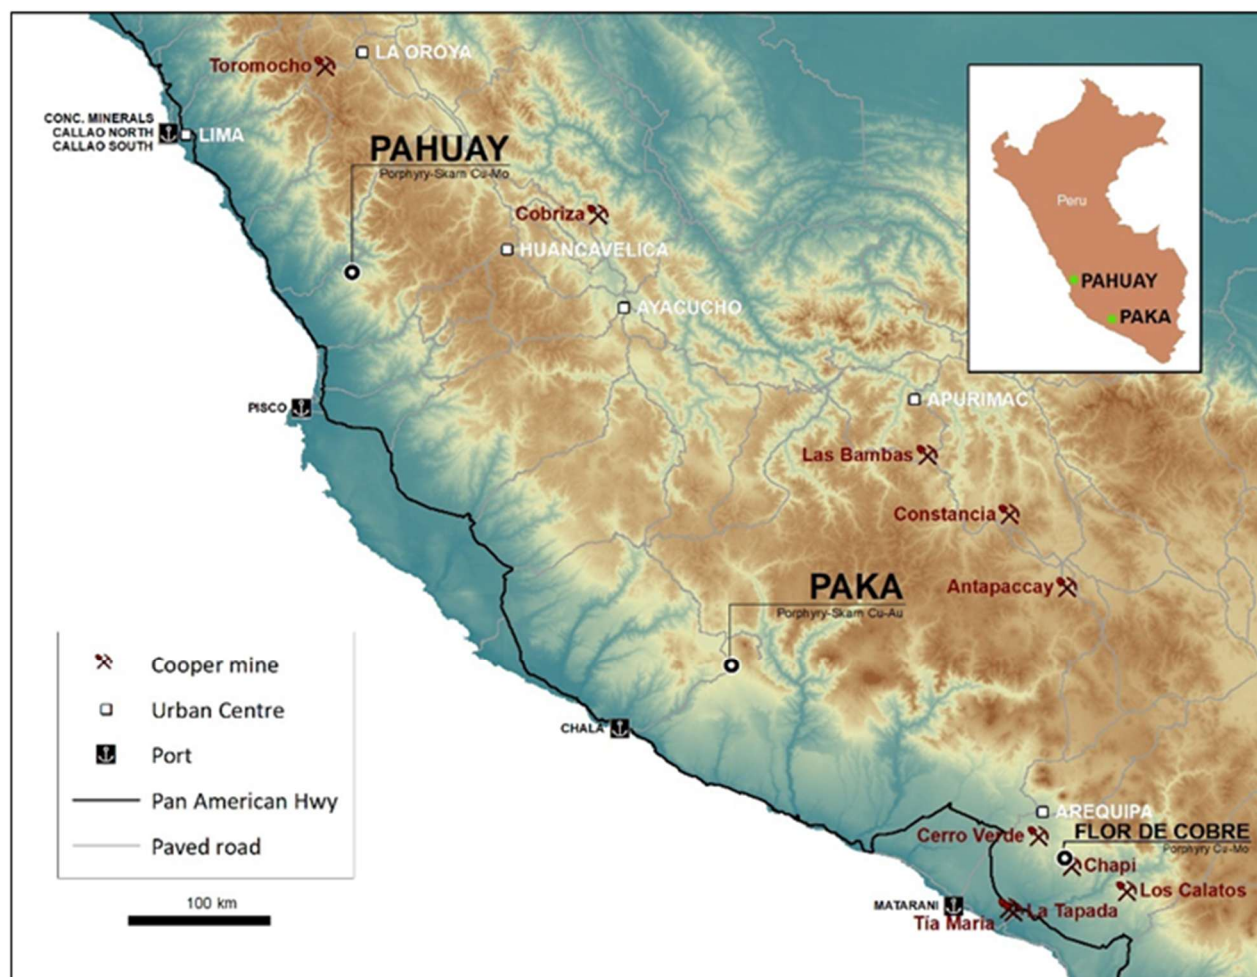 Toromocho
LA OROYA
CONC. MINERALS
CALLAO NORTH
CALLAO SOUTH
LIMA
PAHUAY
Porphyry-Skarn Cu-Mo
Cobriza
HUANCAVELICA
AYACUCHO
Peru
PAHUAY
PAKA
PISCO
APURIMAC
Las Bambas
Constancia
Antapaccay
PAKA
Porphyry-Skarn Cu-Au
CHALA
AREQUIPA
Cerro Verde
FLOR DE COBRE
Porphyry Cu-Mo
Chapi
Los Calatos
MATARANI
La Tapada
Tía María
Cooper mine
Urban Centre
Port
Pan American Hwy
Paved road
100 km